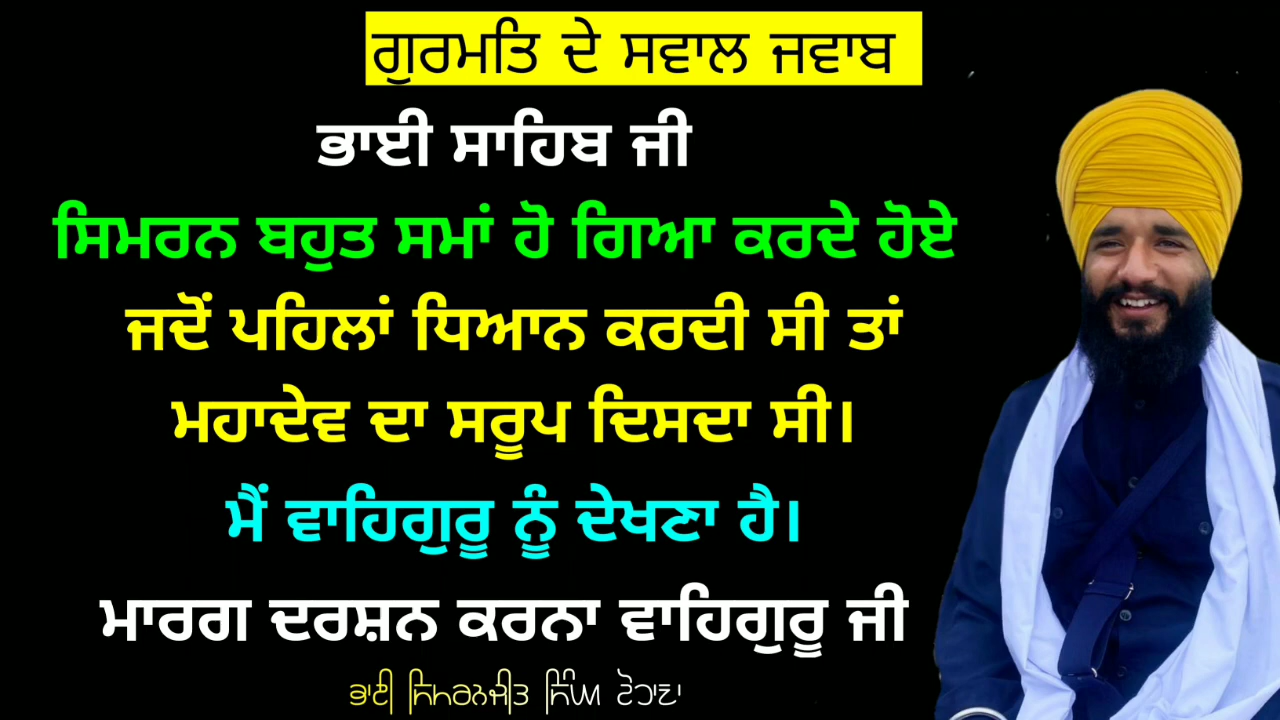 ਗੁਰਮਤਿ ਦੇ ਸਵਾਲ ਜਵਾਬ
ਭਾਈ ਸਾਹਿਬ ਜੀ
ਸਿਮਰਨ ਬਹੁਤ ਸਮਾਂ ਹੋ ਗਿਆ ਕਰਦੇ ਹੋਏ
ਜਦੋਂ ਪਹਿਲਾਂ ਧਿਆਨ ਕਰਦੀ ਸੀ ਤਾਂ
ਮਹਾਦੇਵ ਦਾ ਸਰੂਪ ਦਿਸਦਾ ਸੀ।
ਮੈਂ ਵਾਹਿਗੁਰੂ ਨੂੰ ਦੇਖਣਾ ਹੈ।
ਮਾਰਗ ਦਰਸ਼ਨ ਕਰਨਾ ਵਾਹਿਗੁਰੂ ਜੀ
ਭਾਈ ਸਿਮਰਨਜੀਤ ਸਿੰਘ ਟੋਹਾਣਾ